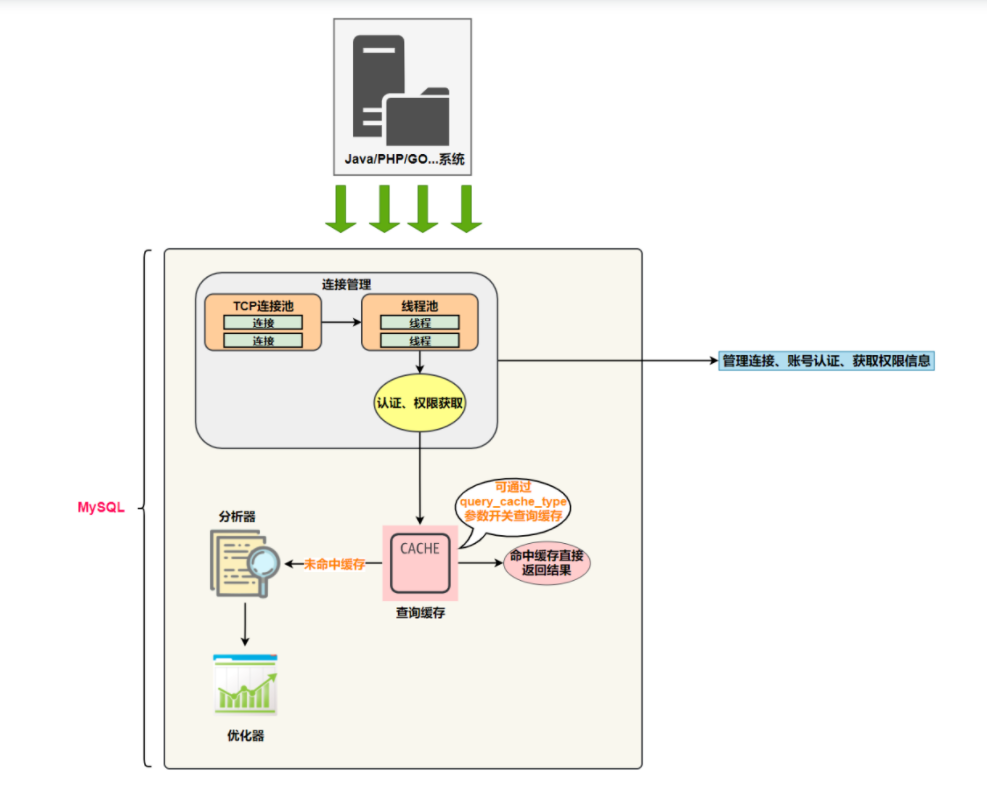 Java/PHP/GO...系统
连接管理
TCP连接池
连接
连接
线程池
线程
线程
认证、权限获取
管理连接、账号认证、获取权限信息
MySQL
可通过
query_cache_type
参数开关查询缓存
分析器
未命中缓存
CACHE
查询缓存
命中缓存直接
返回结果
优化器